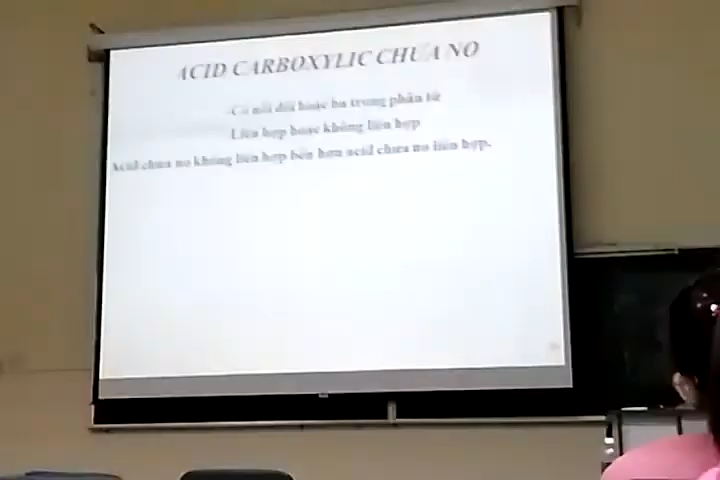 ACID CARBOXYLIC CHƯA NO
-Có nối đôi hoặc ba trong phân tử
Liên hợp hoặc không liên hợp
Acid chưa no không liên hợp bền hơn acid chưa no liên hợp.